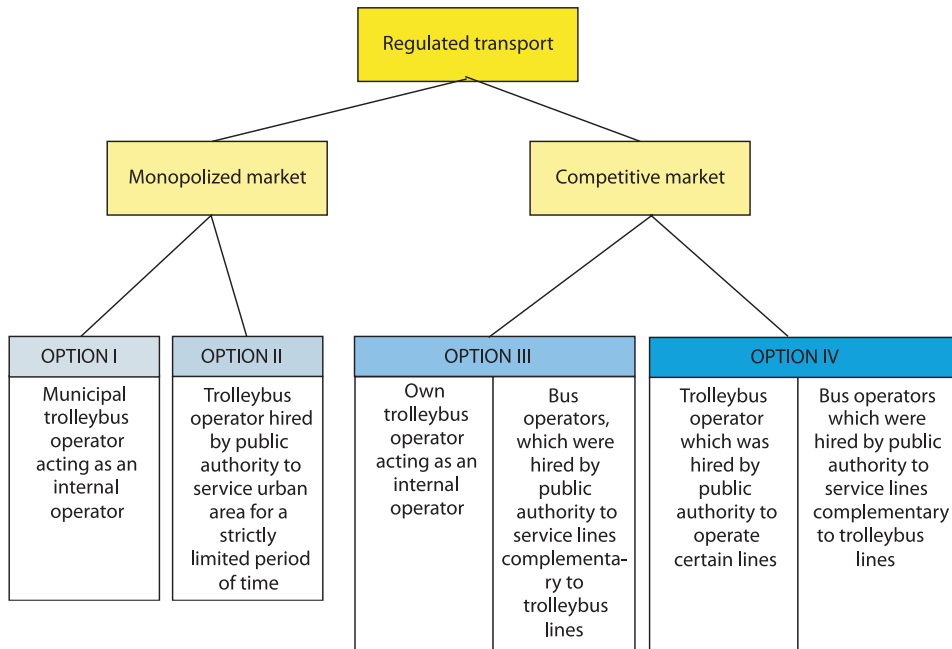 Regulated transport
Monopolized market
Competitive market
OPTION I
Municipal
trolleybus
operator
acting as an
internal
operator
OPTION II
Trolleybus
operator hired
by public
authority to
service urban
area for a
strictly
limited period
of time
OPTION III
Own
trolleybus
operator
acting as an
internal
operator
Bus
operators,
which were
hired by
public
authority to
service lines
complementa-
ry to
trolleybus
lines
OPTION IV
Trolleybus
operator
which was
hired by
public
authority to
operate
certain lines
Bus operators
which were
hired by public
authority to
service lines
complementary
to trolleybus
lines